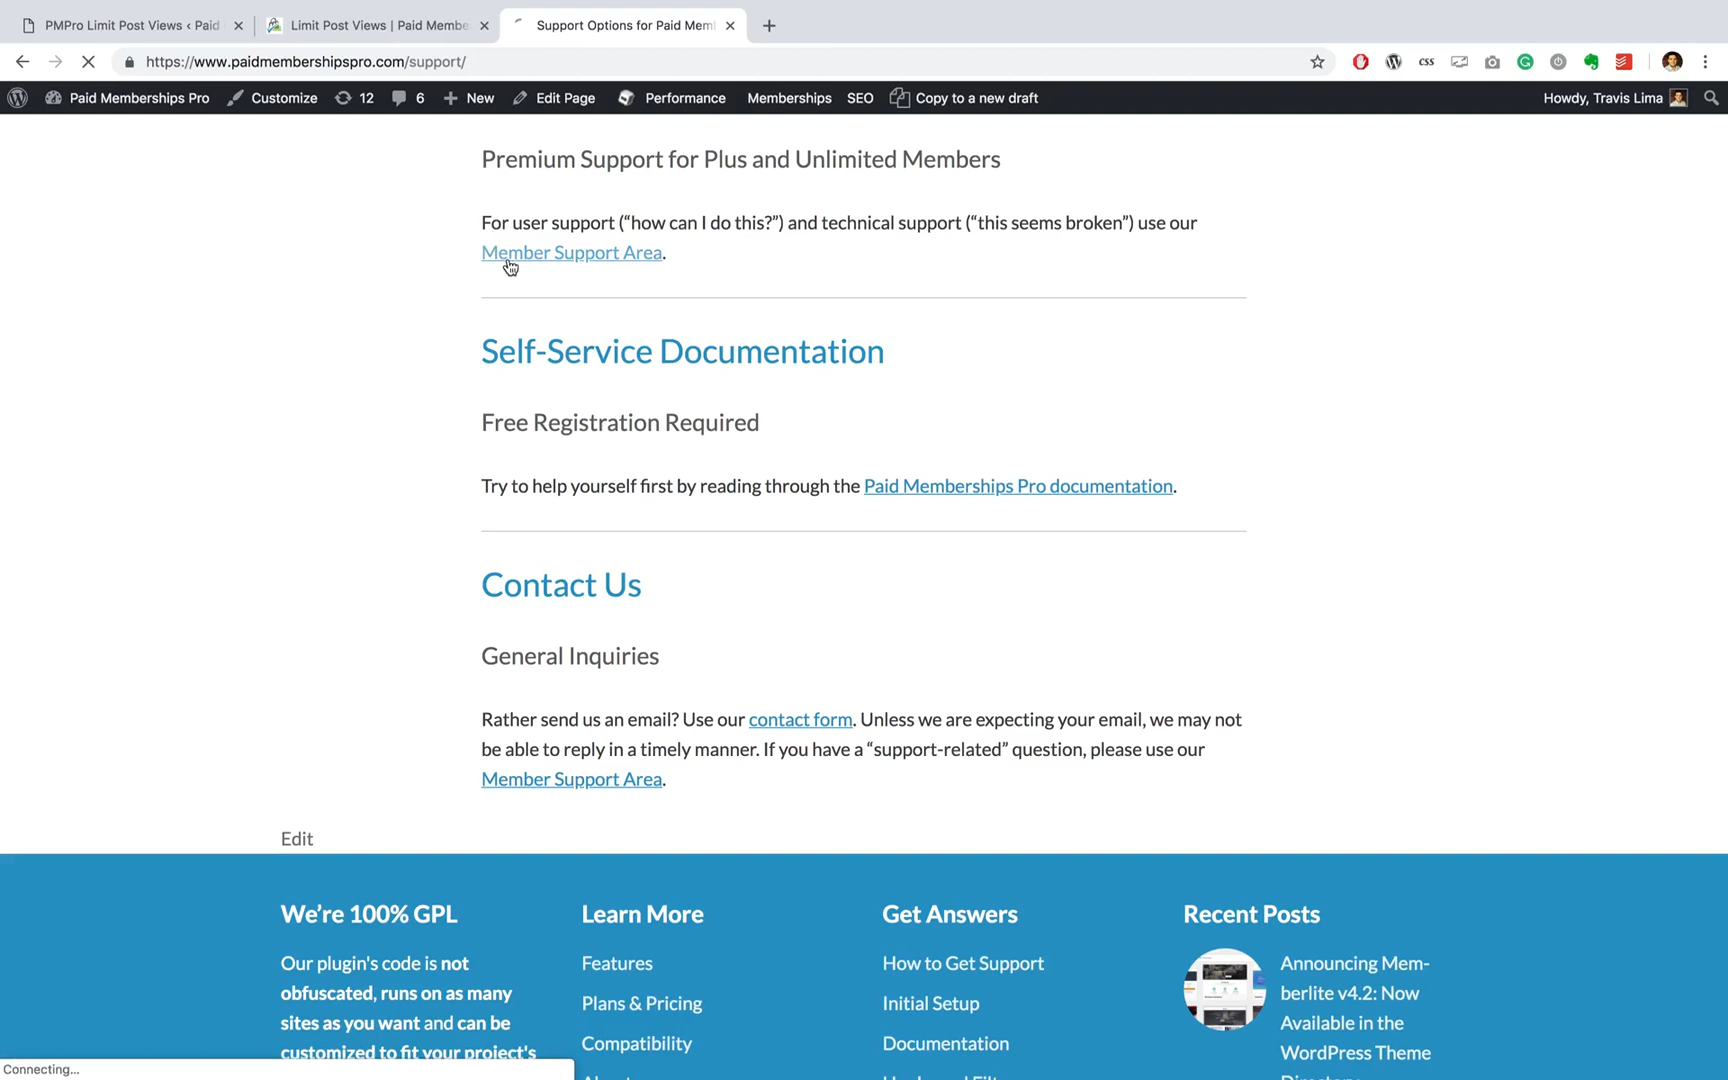 PMPro Limit Post Views ‹ Paid
Limit Post Views | Paid Membe
Support Options for Paid Mem
https://www.paidmembershipspro.com/support/
Paid Memberships Pro Customize 12 6 New Edit Page Performance Memberships SEO Copy to a new draft Howdy, Travis Lima
Premium Support for Plus and Unlimited Members
For user support (“how can I do this?”) and technical support (“this seems broken”) use our
Member Support Area.
Self-Service Documentation
Free Registration Required
Try to help yourself first by reading through the Paid Memberships Pro documentation.
Contact Us
General Inquiries
Rather send us an email? Use our contact form. Unless we are expecting your email, we may not
be able to reply in a timely manner. If you have a “support-related” question, please use our
Member Support Area.
Edit
We’re 100% GPL
Our plugin's code is not
obfuscated, runs on as many
sites as you want and can be
customized to fit your project's
Learn More
Features
Plans & Pricing
Compatibility
Get Answers
How to Get Support
Initial Setup
Documentation
Recent Posts
Announcing Mem-
berlite v4.2: Now
Available in the
WordPress Theme
Connecting...